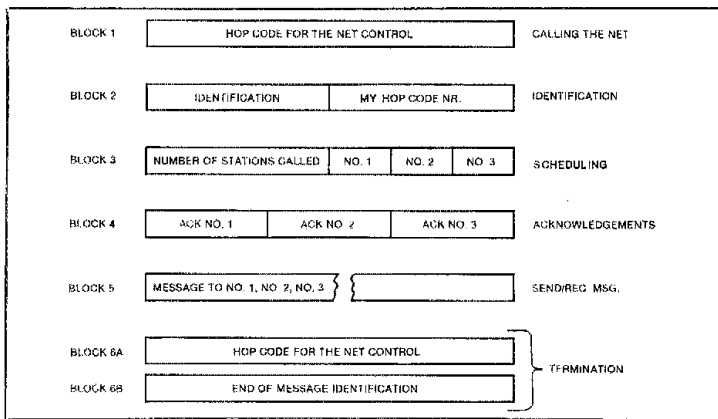 BLOCK 1 HOP CODE FOR THE NET CONTROL CALLING THE NET
BLOCK 2 IDENTIFICATION MY HOP CODE NR. IDENTIFICATION
BLOCK 3 NUMBER OF STATIONS CALLED NO. 1 NO. 2 NO 3 SCHEDULING
BLOCK 4 ACK NO. 1 ACK NO 2 ACK NO. 3 ACKNOWLEDGEMENTS
BLOCK 5 MESSAGE TO NO. 1, NO. 2, NO. 3 SEND/REC MSG.
BLOCK 6A HOP CODE FOR THE NET CONTROL
TERMINATION
BLOCK 6B END OF MESSAGE IDENTIFICATION